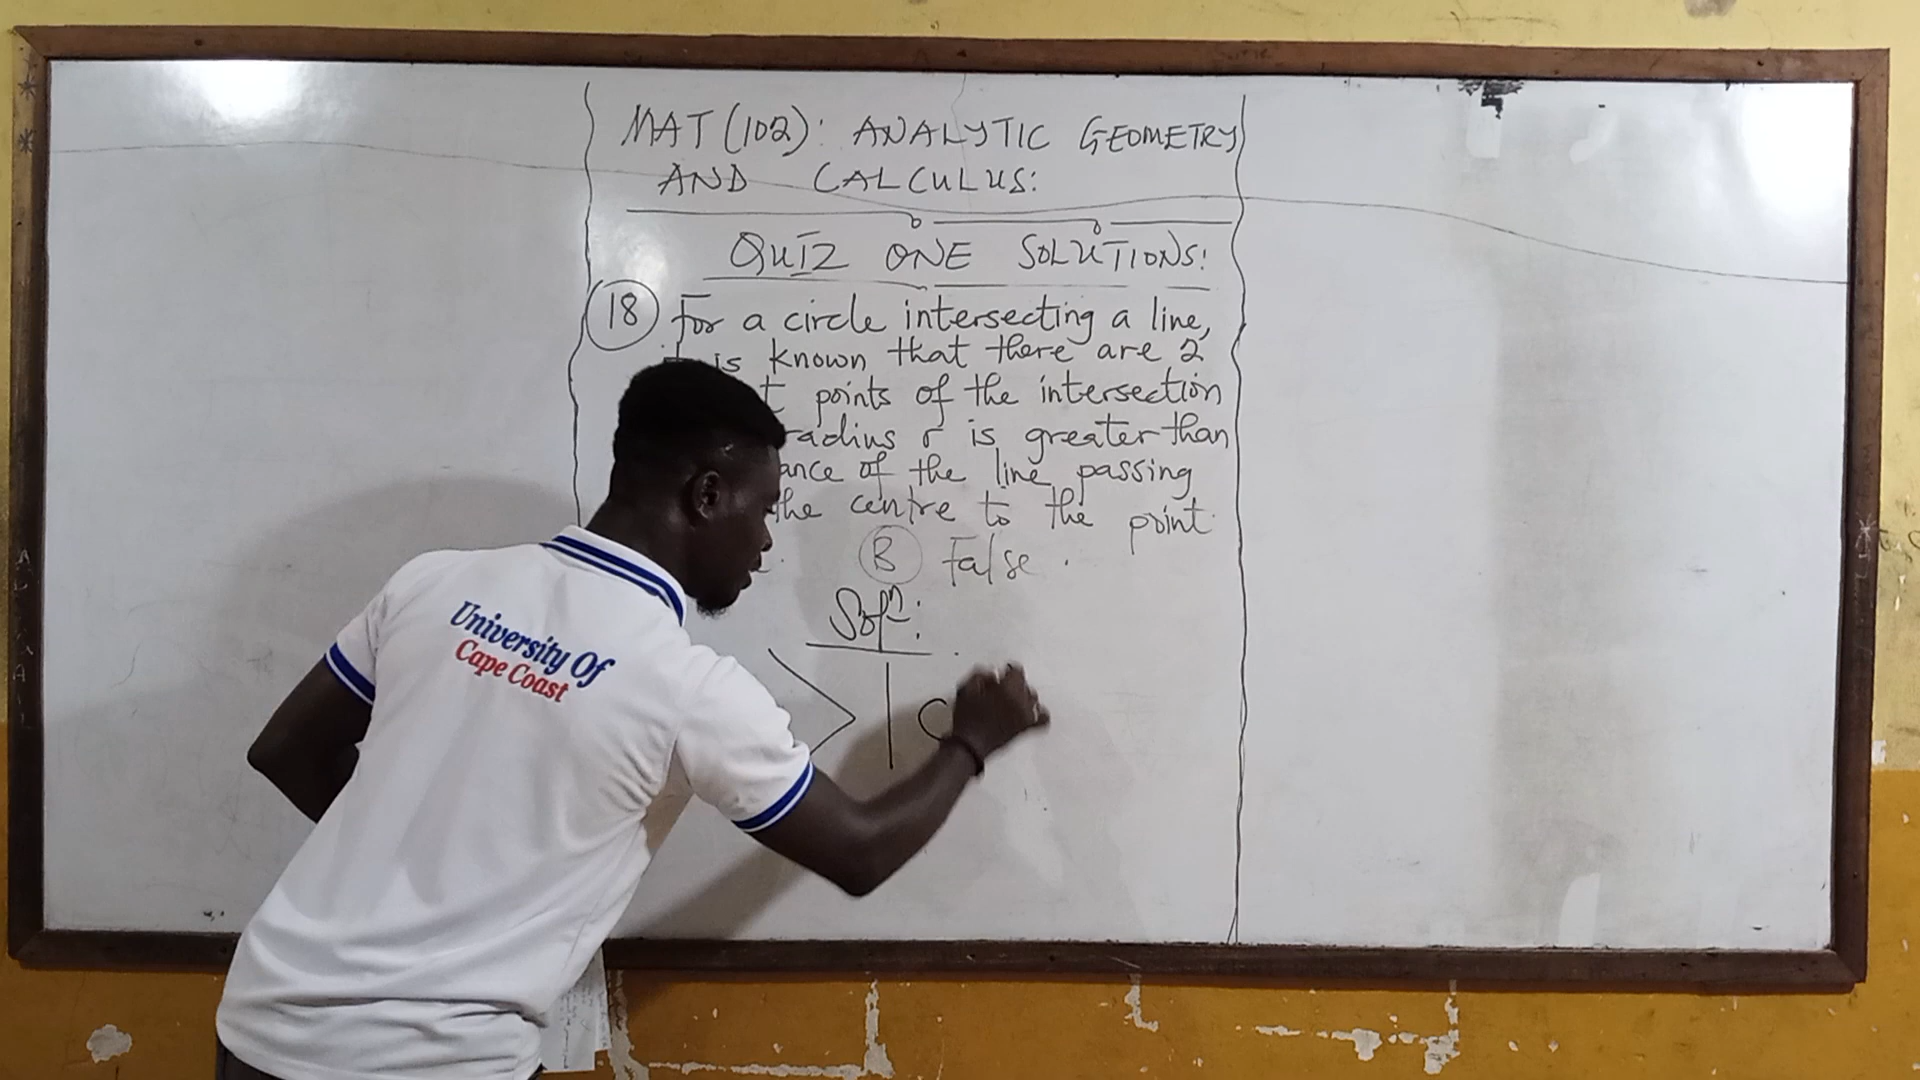 MAT (102): ANALYTIC GEOMETRY
AND CALCULUS:
QUIZ ONE SOLUTIONS:
18 For a circle intersecting a line,
is known that there are 2
points of the intersection
radius r is greater than
of the line passing
the centre to the point
B False.
Solⁿ:
> | C
University Of
Cape Coast